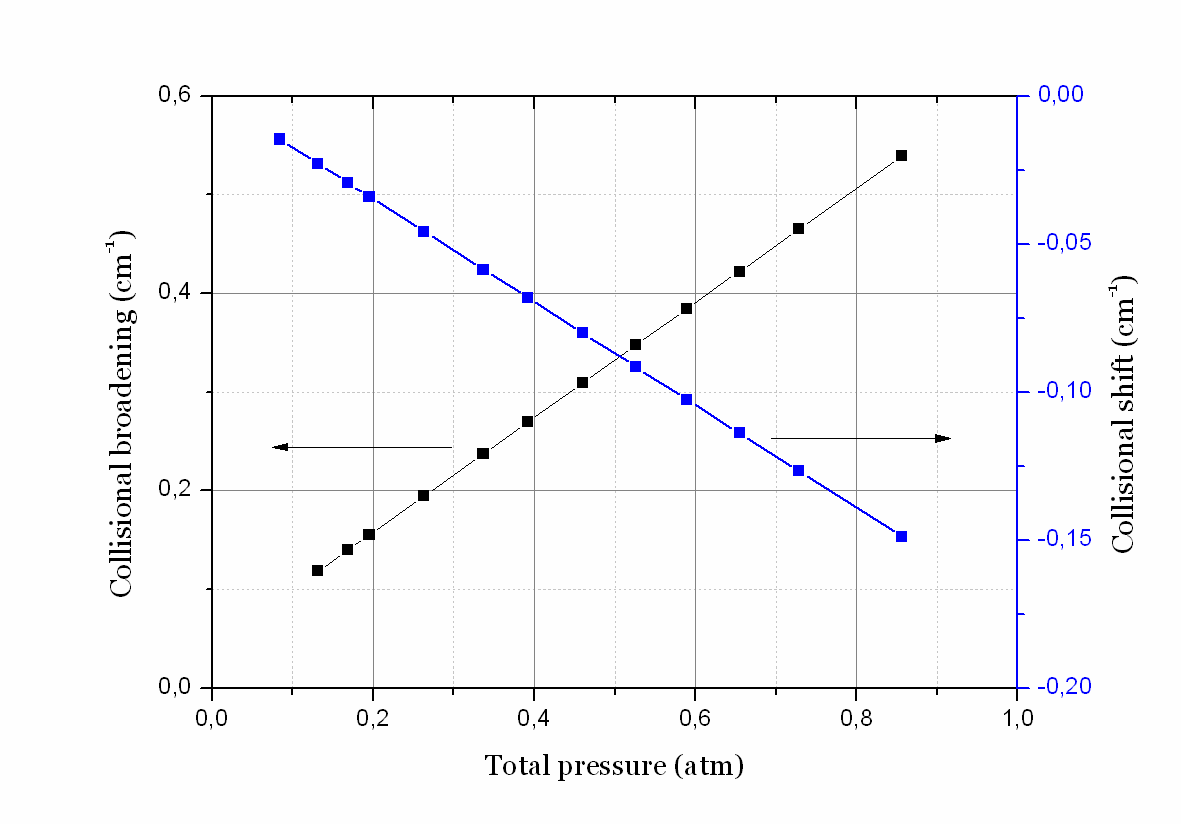 0,6
0,4
0,2
0,0
Collisional broadening (cm⁻¹)
0,00
-0,05
-0,10
-0,15
-0,20
Collisional shift (cm⁻¹)
0,0 0,2 0,4 0,6 0,8 1,0
Total pressure (atm)